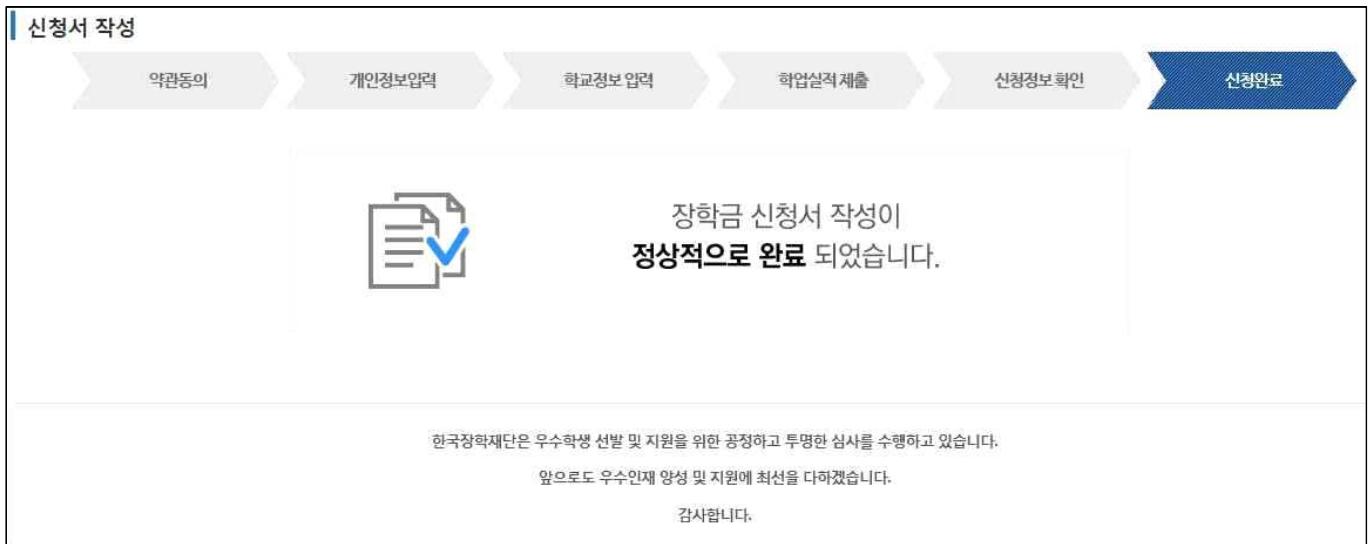 신청서 작성
약관동의
개인정보입력
학교정보 입력
학업실적 제출
신청정보 확인
신청완료
장학금 신청서 작성이
정상적으로 완료 되었습니다.
한국장학재단은 우수학생 선발 및 지원을 위한 공정하고 투명한 심사를 수행하고 있습니다.
앞으로도 우수인재 양성 및 지원에 최선을 다하겠습니다.
감사합니다.